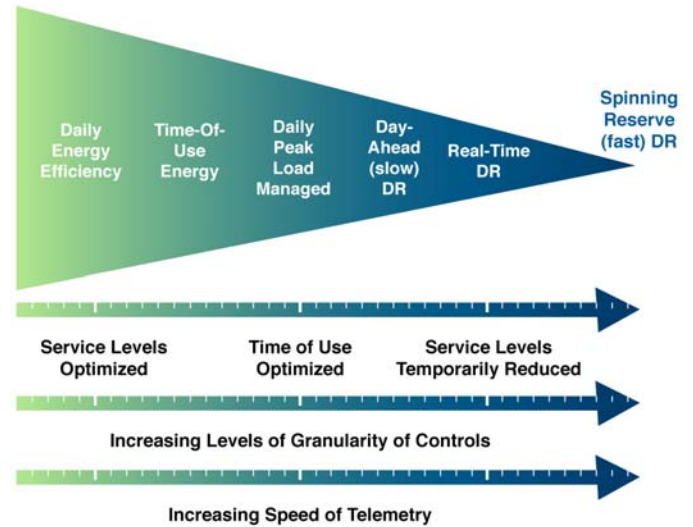 Daily
Energy
Efficiency
Time-Of-
Use
Energy
Daily
Peak
Load
Managed
Day-
Ahead
(slow)
DR
Real-Time
DR
Spinning
Reserve
(fast) DR
Service Levels
Optimized
Time of Use
Optimized
Service Levels
Temporarily Reduced
Increasing Levels of Granularity of Controls
Increasing Speed of Telemetry